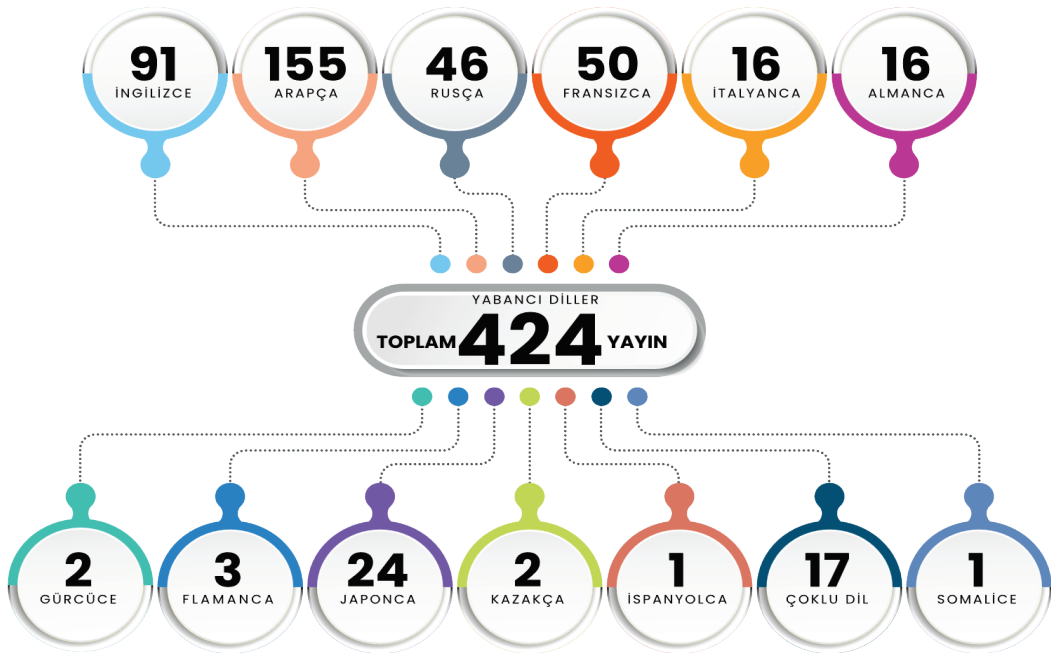 91
İNGİLİZCE
155
ARAPÇA
46
RUSÇA
50
FRANSIZCA
16
İTALYANCA
16
ALMANCA
YABANCI DİLLER
TOPLAM 424 YAYIN
2
GÜRCÜCE
3
FLAMANCA
24
JAPONCA
2
KAZAKÇA
1
İSPANYOLCA
17
ÇOKLU DİL
1
SOMALİCE